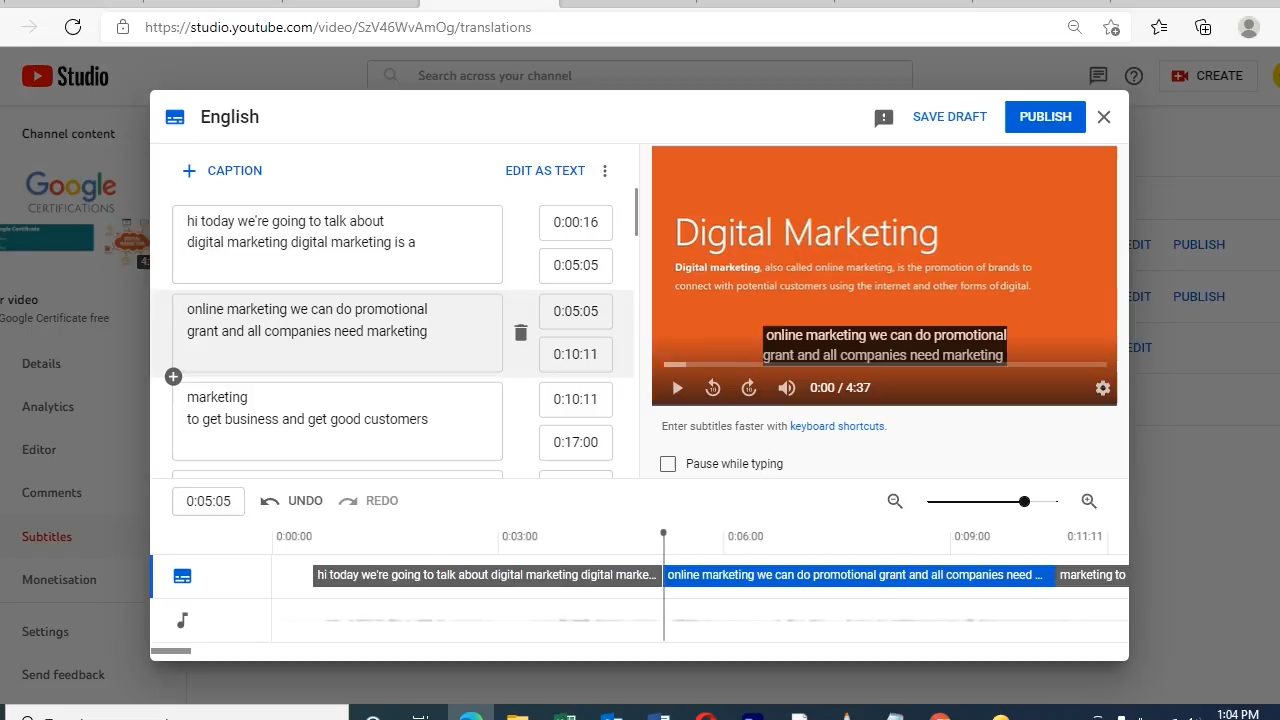 https://studio.youtube.com/video/SzV46WvAmOg/translations
Studio
Search across your channel
CREATE
Channel content
Google
CERTIFICATIONS
Google Certificate free
Details
Analytics
Editor
Comments
Subtitles
Monetisation
Settings
Send feedback
English
SAVE DRAFT
PUBLISH
+ CAPTION
EDIT AS TEXT
hi today we're going to talk about
digital marketing digital marketing is a
0:00:16
0:05:05
online marketing we can do promotional
grant and all companies need marketing
0:05:05
0:10:11
marketing
to get business and get good customers
0:10:11
0:17:00
Digital Marketing
Digital marketing, also called online marketing, is the promotion of brands to
connect with potential customers using the internet and other forms of digital.
online marketing we can do promotional
grant and all companies need marketing
0:00 / 4:37
Enter subtitles faster with keyboard shortcuts.
Pause while typing
0:05:05
UNDO
REDO
0:00:00
0:03:00
0:06:00
0:09:00
0:11:11
hi today we're going to talk about digital marketing digital marke...
online marketing we can do promotional grant and all companies need ...
marketing to
PUBLISH
PUBLISH
1:04 PM